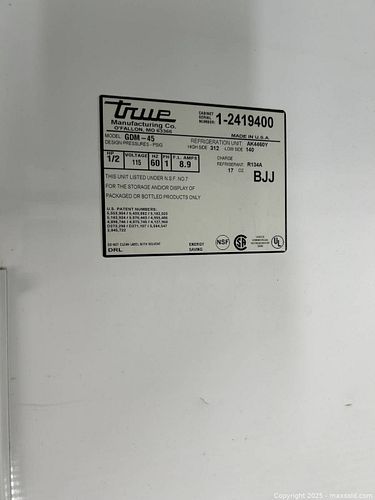 true
Manufacturing Co.
O'FALLON, MO 63366
CABINET SERIAL NUMBER: 1-2419400
MADE IN U.S.A.
MODEL: GDM-45
REFRIGERATION UNIT AK4460Y
DESIGN PRESSURES - PSIG HIGH SIDE 212 LOW SIDE 140
HP VOLTAGE HZ PH F.L. AMPS
1/2 115 60 1 8.9
CHARGE
REFRIGERANT: R134A
17 OZ
BJJ
THIS UNIT LISTED UNDER N.S.F. NO.7
FOR THE STORAGE AND/OR DISPLAY OF
PACKAGED OR BOTTLED PRODUCTS ONLY
U.S. PATENT NUMBERS:
DO NOT CLEAN LABEL WITH SOLVENT
DRL
ENERGY
SAVING
NSF
UL
Copyright 2025 - maxsold.com